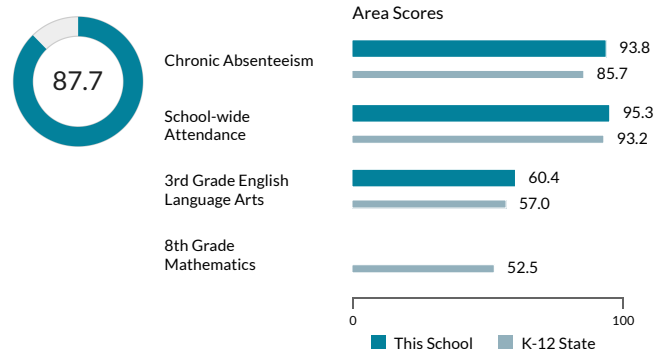 Area Scores
87.7
Chronic Absenteeism
93.8
85.7
School-wide
Attendance
95.3
93.2
3rd Grade English
Language Arts
60.4
57.0
8th Grade
Mathematics
52.5
0 100
This School K-12 State